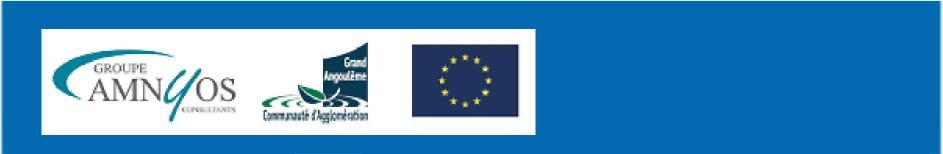 GROUPE
AMNYOS
CONSULTANTS
Grand
Angoulême
Communauté d'Agglomération